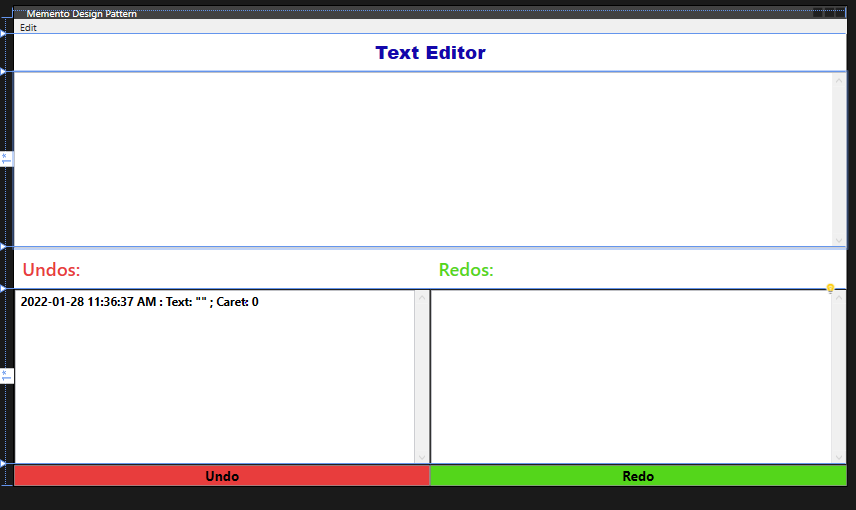 Memento Design Pattern
Edit
Text Editor
Undos:
Redos:
2022-01-28 11:36:37 AM : Text: "" ; Caret: 0
Undo
Redo